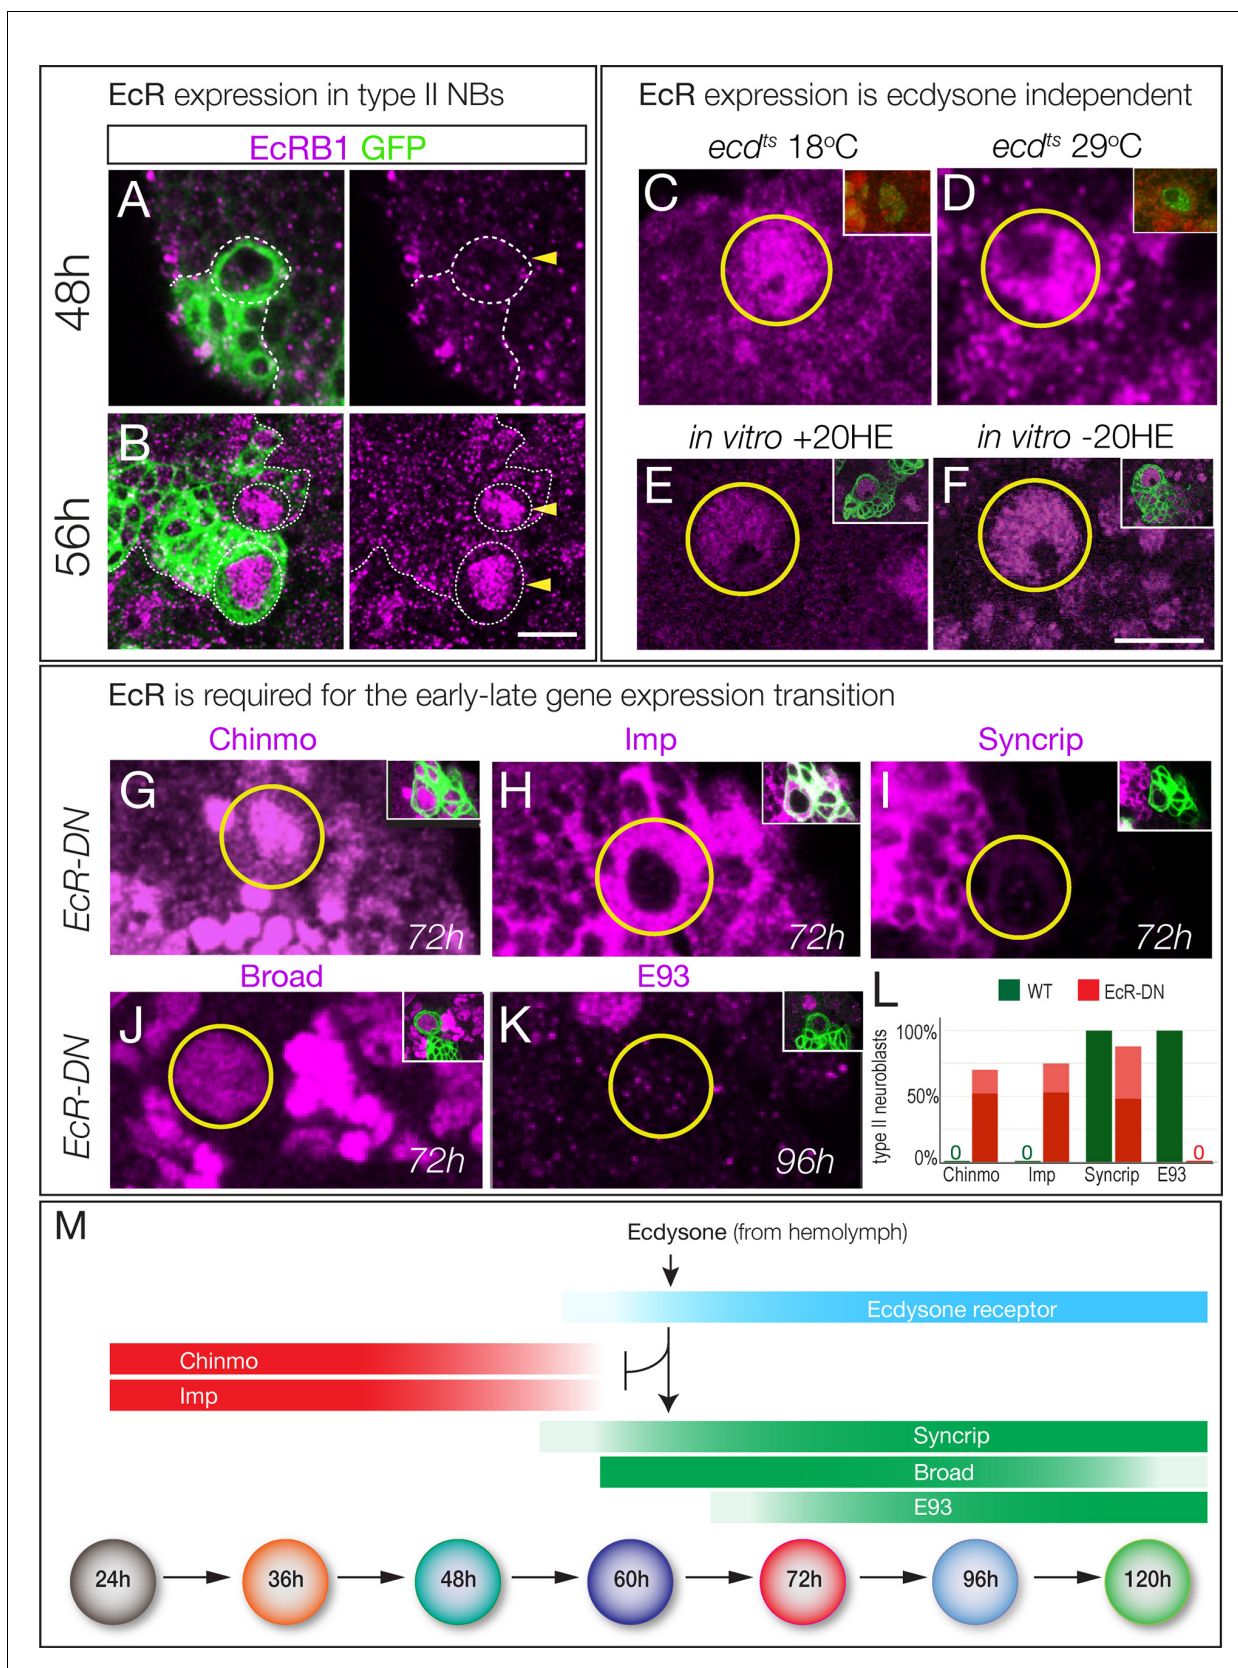 EcR expression in type II NBs
EcRB1 GFP
48h
A
56h
B
EcR expression is ecdysone independent
ecdts 18oC
ecdts 29oC
C
D
in vitro +20HE
in vitro -20HE
E
F
EcR is required for the early-late gene expression transition
Chinmo
Imp
Syncrip
EcR-DN
G
72h
H
72h
I
72h
Broad
E93
EcR-DN
J
72h
K
96h
L
WT
EcR-DN
type II neuroblasts
100%
50%
0%
0
0
0
Chinmo
Imp
Syncrip
E93
M
Ecdysone (from hemolymph)
Ecdysone receptor
Chinmo
Imp
Syncrip
Broad
E93
24h
36h
48h
60h
72h
96h
120h